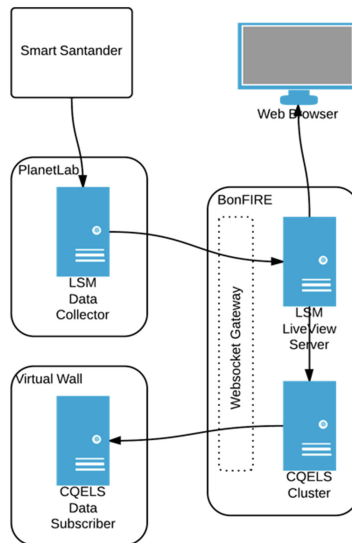 Smart Santander
Web Browser
PlanetLab
LSM
Data
Collector
BonFIRE
Websocket Gateway
LSM
LiveView
Server
Virtual Wall
CQELS
Data
Subscriber
CQELS
Cluster